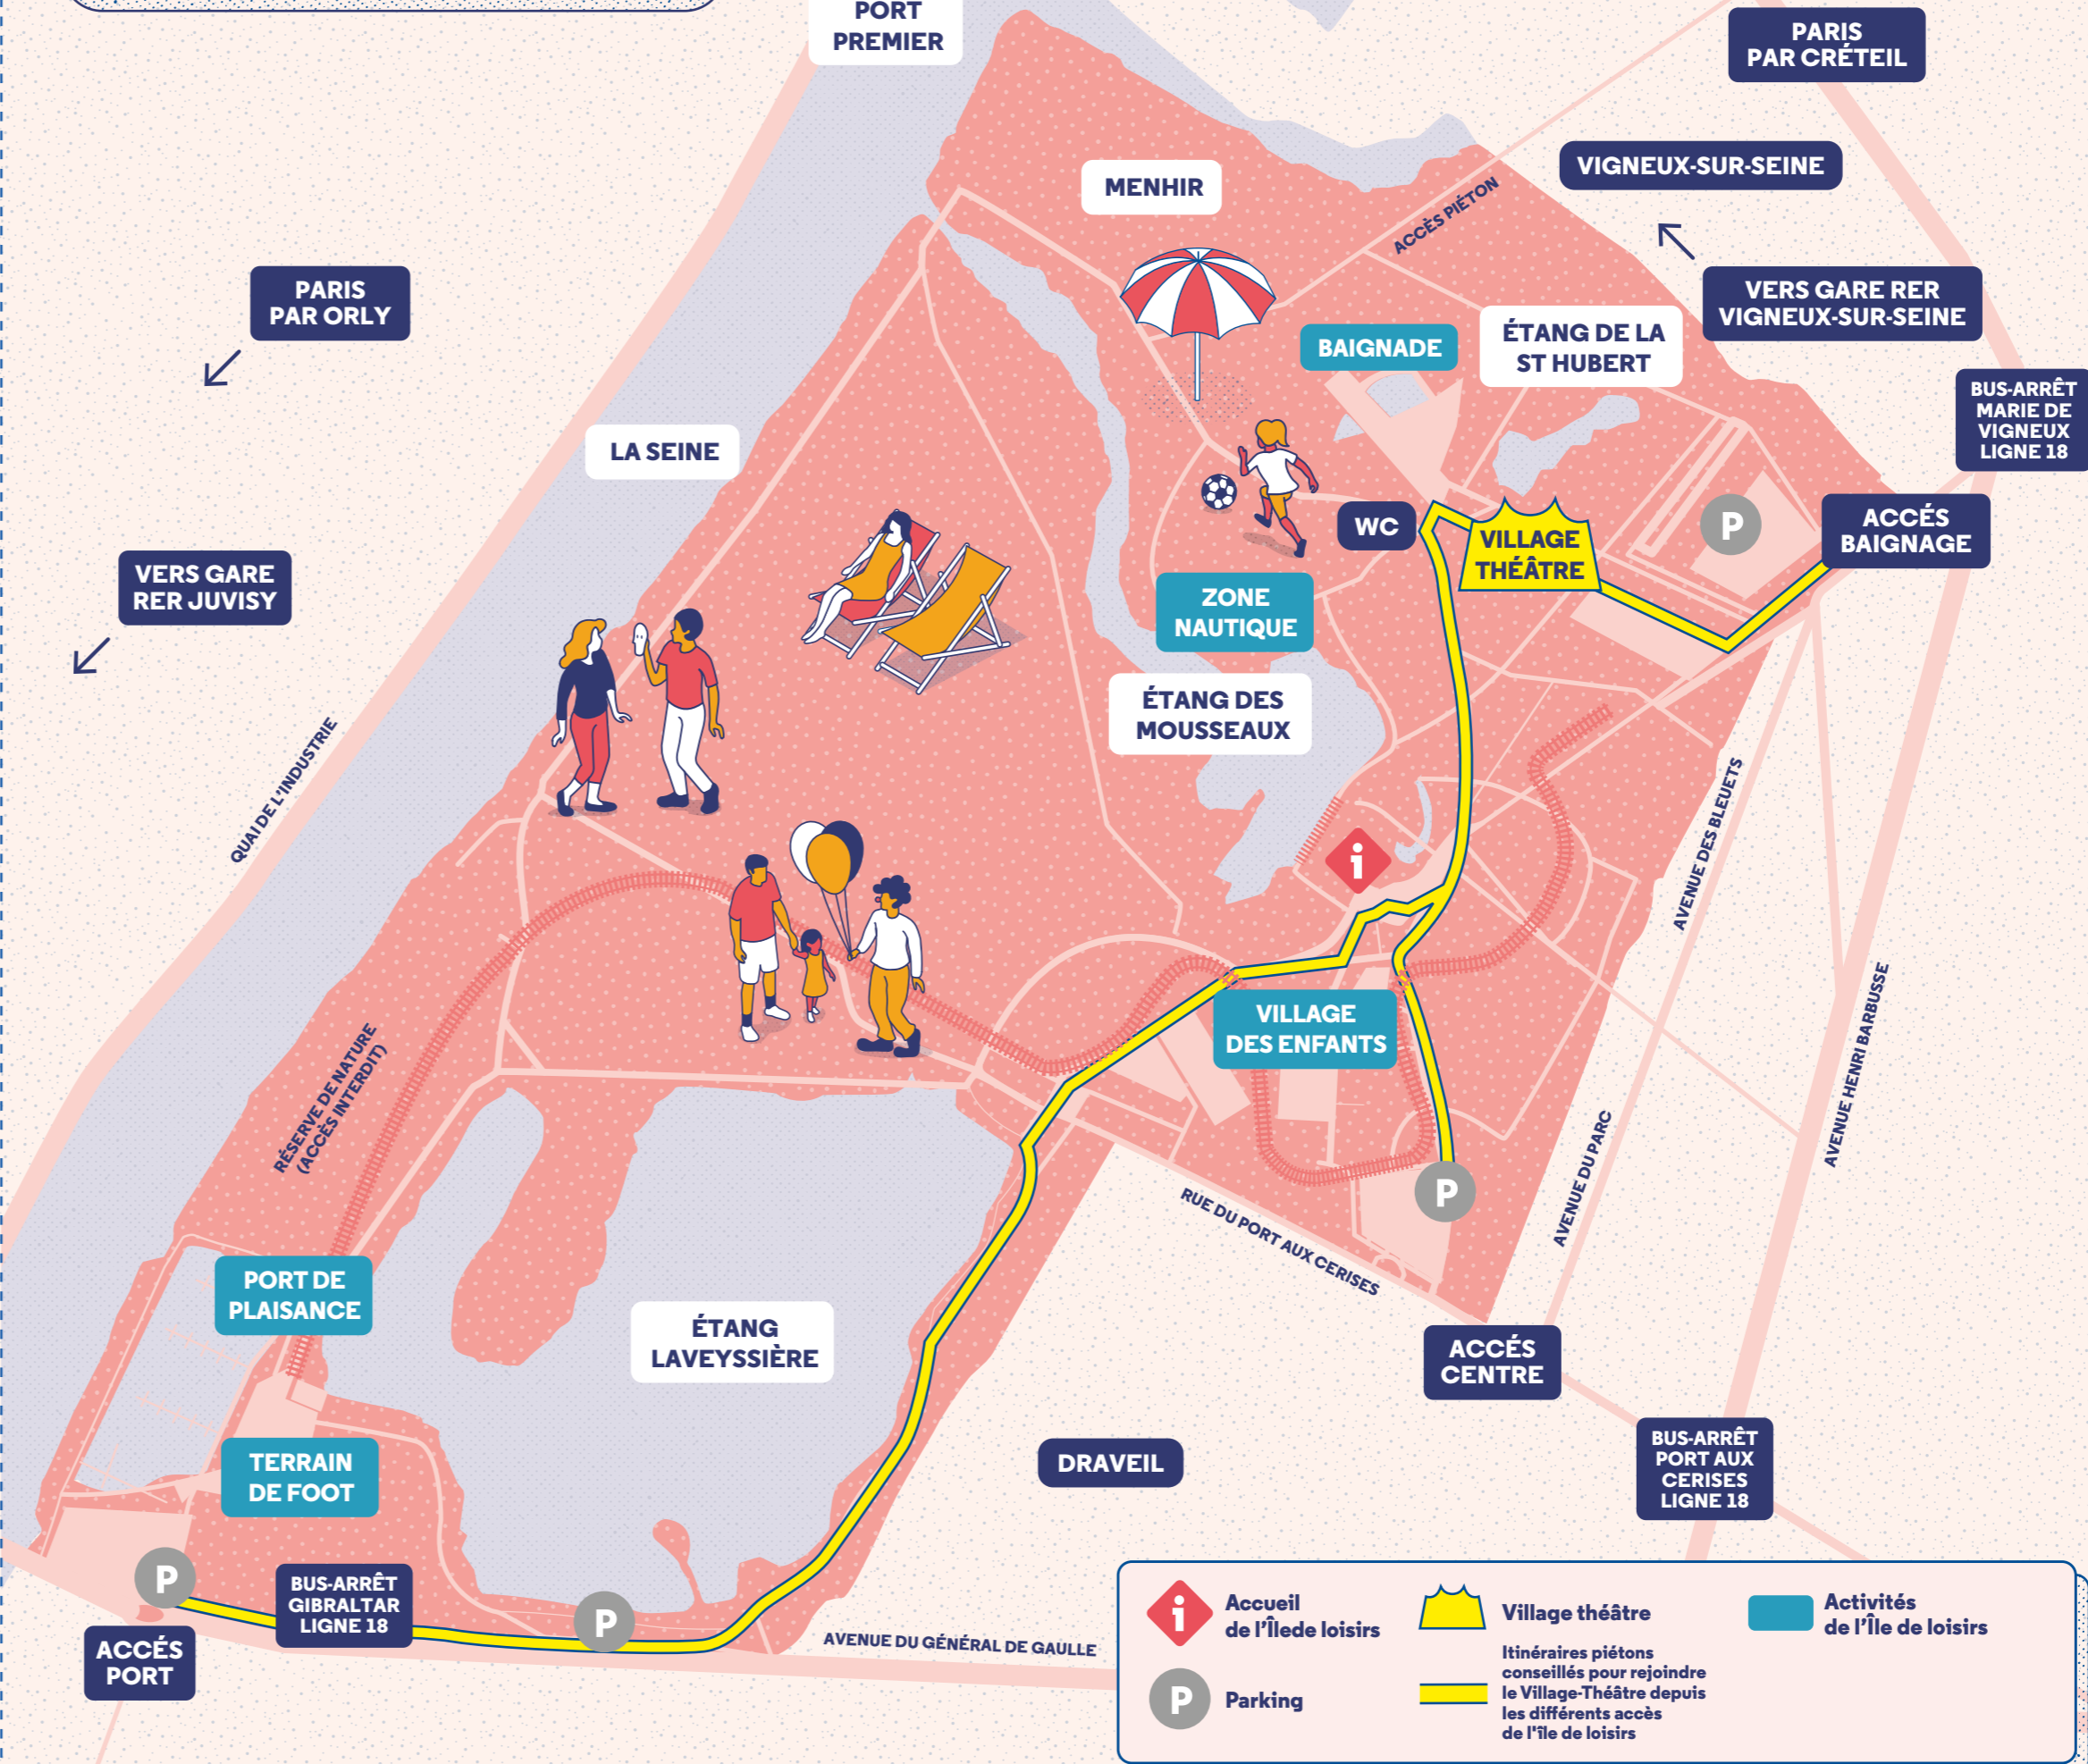 PORT
PREMIER
PARIS
PAR CRÉTEIL
VIGNEUX-SUR-SEINE
MENHIR
ACCÈS PIÉTON
PARIS
PAR ORLY
VERS GARE RER
VIGNEUX-SUR-SEINE
BAIGNADE
ÉTANG DE LA
ST HUBERT
BUS-ARRÊT
MARIE DE
VIGNEUX
LIGNE 18
LA SEINE
WC
VILLAGE
THÉÂTRE
P
ACCÉS
BAIGNAGE
VERS GARE
RER JUVISY
ZONE
NAUTIQUE
ÉTANG DES
MOUSSEAUX
QUAI DE L'INDUSTRIE
AVENUE DES BLEUETS
i
VILLAGE
DES ENFANTS
AVENUE HENRI BARBUSSE
RÉSERVE DE NATURE
(ACCÈS INTERDIT)
AVENUE DU PARC
P
RUE DU PORT AUX CERISES
PORT DE
PLAISANCE
ÉTANG
LAVEYSSIÈRE
ACCÉS
CENTRE
TERRAIN
DE FOOT
DRAVEIL
BUS-ARRÊT
PORT AUX
CERISES
LIGNE 18
P
BUS-ARRÊT
GIBRALTAR
LIGNE 18
P
ACCÉS
PORT
AVENUE DU GÉNÉRAL DE GAULLE
i
Accueil
de l'Îlede loisirs
P
Parking
Village théâtre
Itinéraires piétons
conseillés pour rejoindre
le Village-Théâtre depuis
les différents accès
de l'île de loisirs
Activités
de l'Île de loisirs